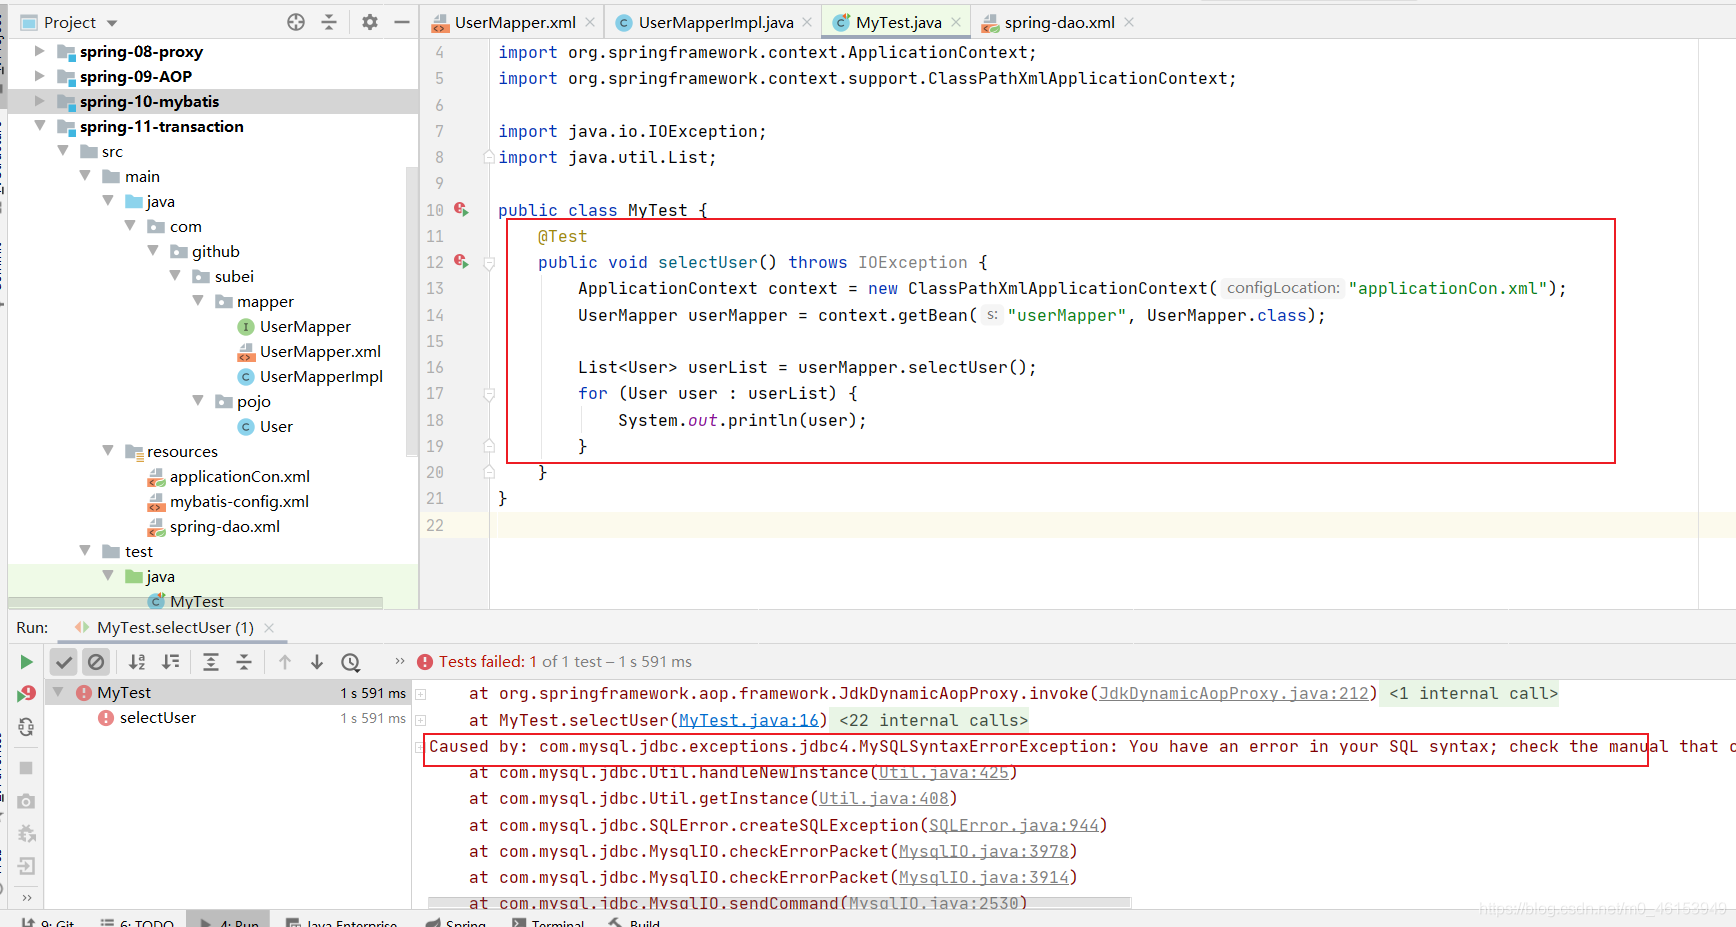 Project
spring-08-proxy
spring-09-AOP
spring-10-mybatis
spring-11-transaction
src
main
java
com
github
subei
mapper
UserMapper
UserMapper.xml
UserMapperImpl
pojo
User
resources
applicationCon.xml
mybatis-config.xml
spring-dao.xml
test
java
MyTest
UserMapper.xml UserMapperImpl.java MyTest.java spring-dao.xml
4 import org.springframework.context.ApplicationContext;
5 import org.springframework.context.support.ClassPathXmlApplicationContext;
6
7 import java.io.IOException;
8 import java.util.List;
9
10 public class MyTest {
11 @Test
12 public void selectUser() throws IOException {
13 ApplicationContext context = new ClassPathXmlApplicationContext( configLocation: "applicationCon.xml");
14 UserMapper userMapper = context.getBean( s: "userMapper", UserMapper.class);
15
16 List<User> userList = userMapper.selectUser();
17 for (User user : userList) {
18 System.out.println(user);
19 }
20 }
21 }
22
Run: MyTest.selectUser (1)
Tests failed: 1 of 1 test – 1 s 591 ms
MyTest 1 s 591 ms
selectUser 1 s 591 ms
at org.springframework.aop.framework.JdkDynamicAopProxy.invoke(JdkDynamicAopProxy.java:212) <1 internal call>
at MyTest.selectUser(MyTest.java:16) <22 internal calls>
Caused by: com.mysql.jdbc.exceptions.jdbc4.MySQLSyntaxErrorException: You have an error in your SQL syntax; check the manual that
at com.mysql.jdbc.Util.handleNewInstance(Util.java:425)
at com.mysql.jdbc.Util.getInstance(Util.java:408)
at com.mysql.jdbc.SQLError.createSQLException(SQLError.java:944)
at com.mysql.jdbc.MysqlIO.checkErrorPacket(MysqlIO.java:3978)
at com.mysql.jdbc.MysqlIO.checkErrorPacket(MysqlIO.java:3914)
at com.mysql.jdbc.MysqlIO.sendCommand(MysqlIO.java:2530)
9: Git 6: TODO 4: Run Java Enterprise Spring Terminal Build
https://blog.csdn.net/m0_46153949